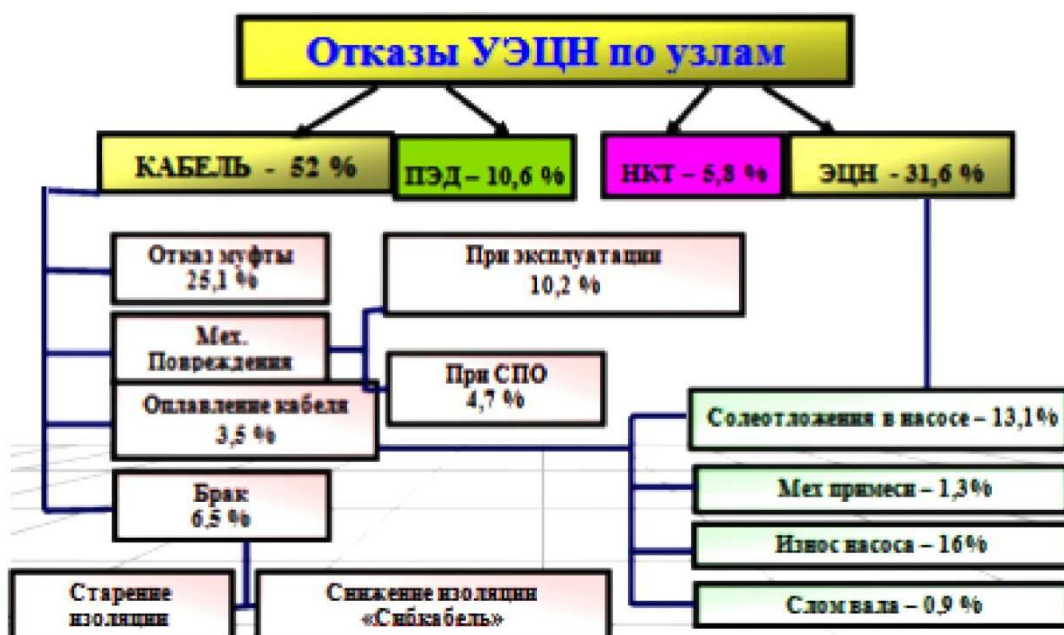 Отказы УЭЦН по узлам
КАБЕЛЬ - 52 %
ПЭД – 10,6 %
НКТ – 5,8 %
ЭЦН - 31,6 %
Отказ муфты
25,1 %
При эксплуатации
10,2 %
Мех.
Повреждения
При СПО
4,7 %
Оплавление кабеля
3,5 %
Солеотложения в насосе – 13,1%
Брак
6,5 %
Мех примеси – 1,3%
Износ насоса – 16%
Слом вала – 0,9 %
Старение
изоляции
Снижение изоляции
«Сибкабель»